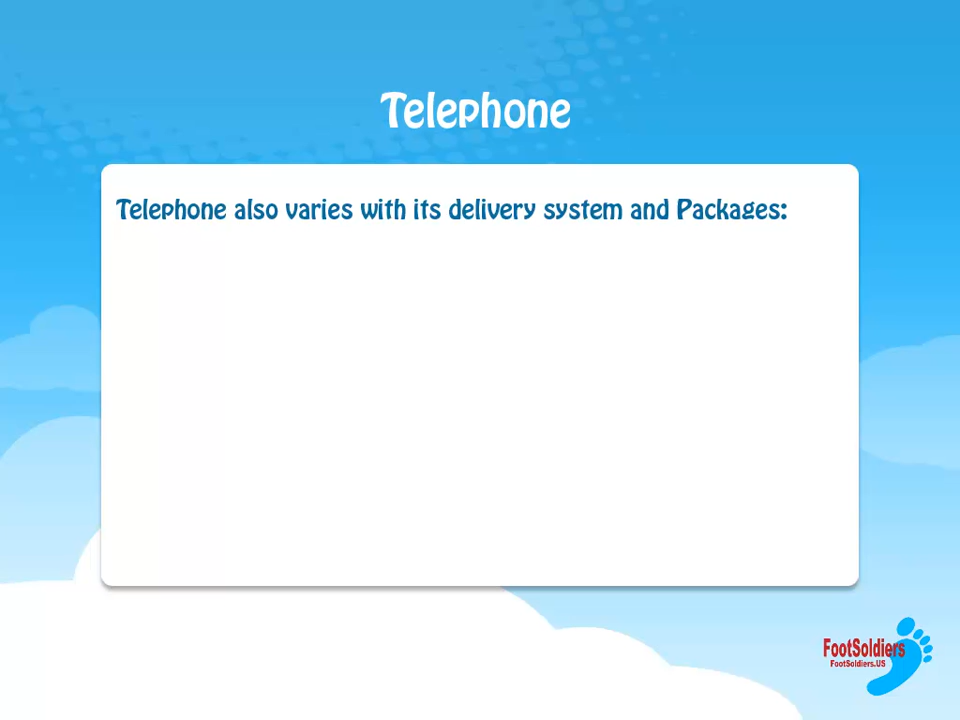 Telephone
Telephone also varies with its delivery system and Packages:
FootSoldiers
FootSoldiers.US